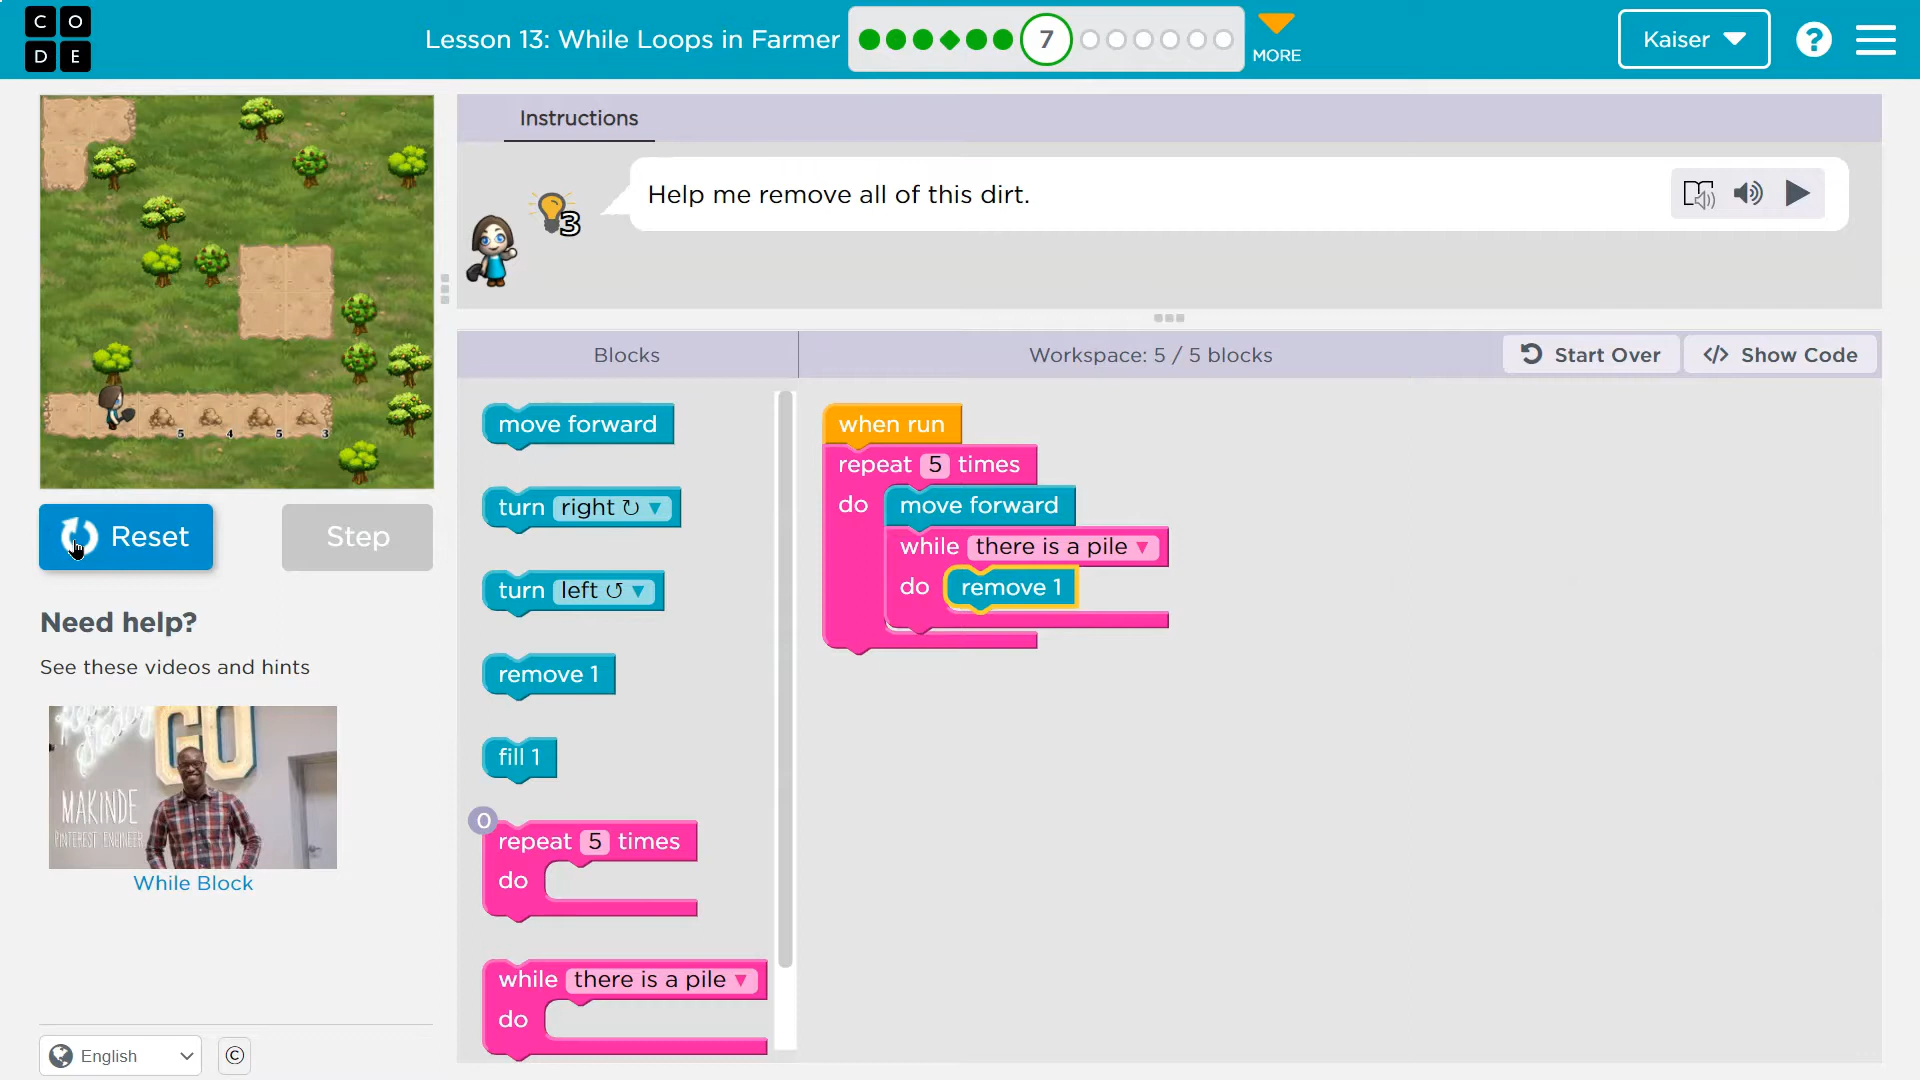 C O
D E
Lesson 13: While Loops in Farmer
7
MORE
Kaiser
?
Instructions
3
Help me remove all of this dirt.
5 4 5 3
Reset
Step
Need help?
See these videos and hints
GO
MAKINDE
PINTEREST ENGINEER
While Block
English
©
Blocks
Workspace: 5 / 5 blocks
Start Over
</> Show Code
move forward
turn right ↻ ▼
turn left ↺ ▼
remove 1
fill 1
0
repeat 5 times
do
while there is a pile ▼
do
when run
repeat 5 times
do move forward
while there is a pile ▼
do remove 1